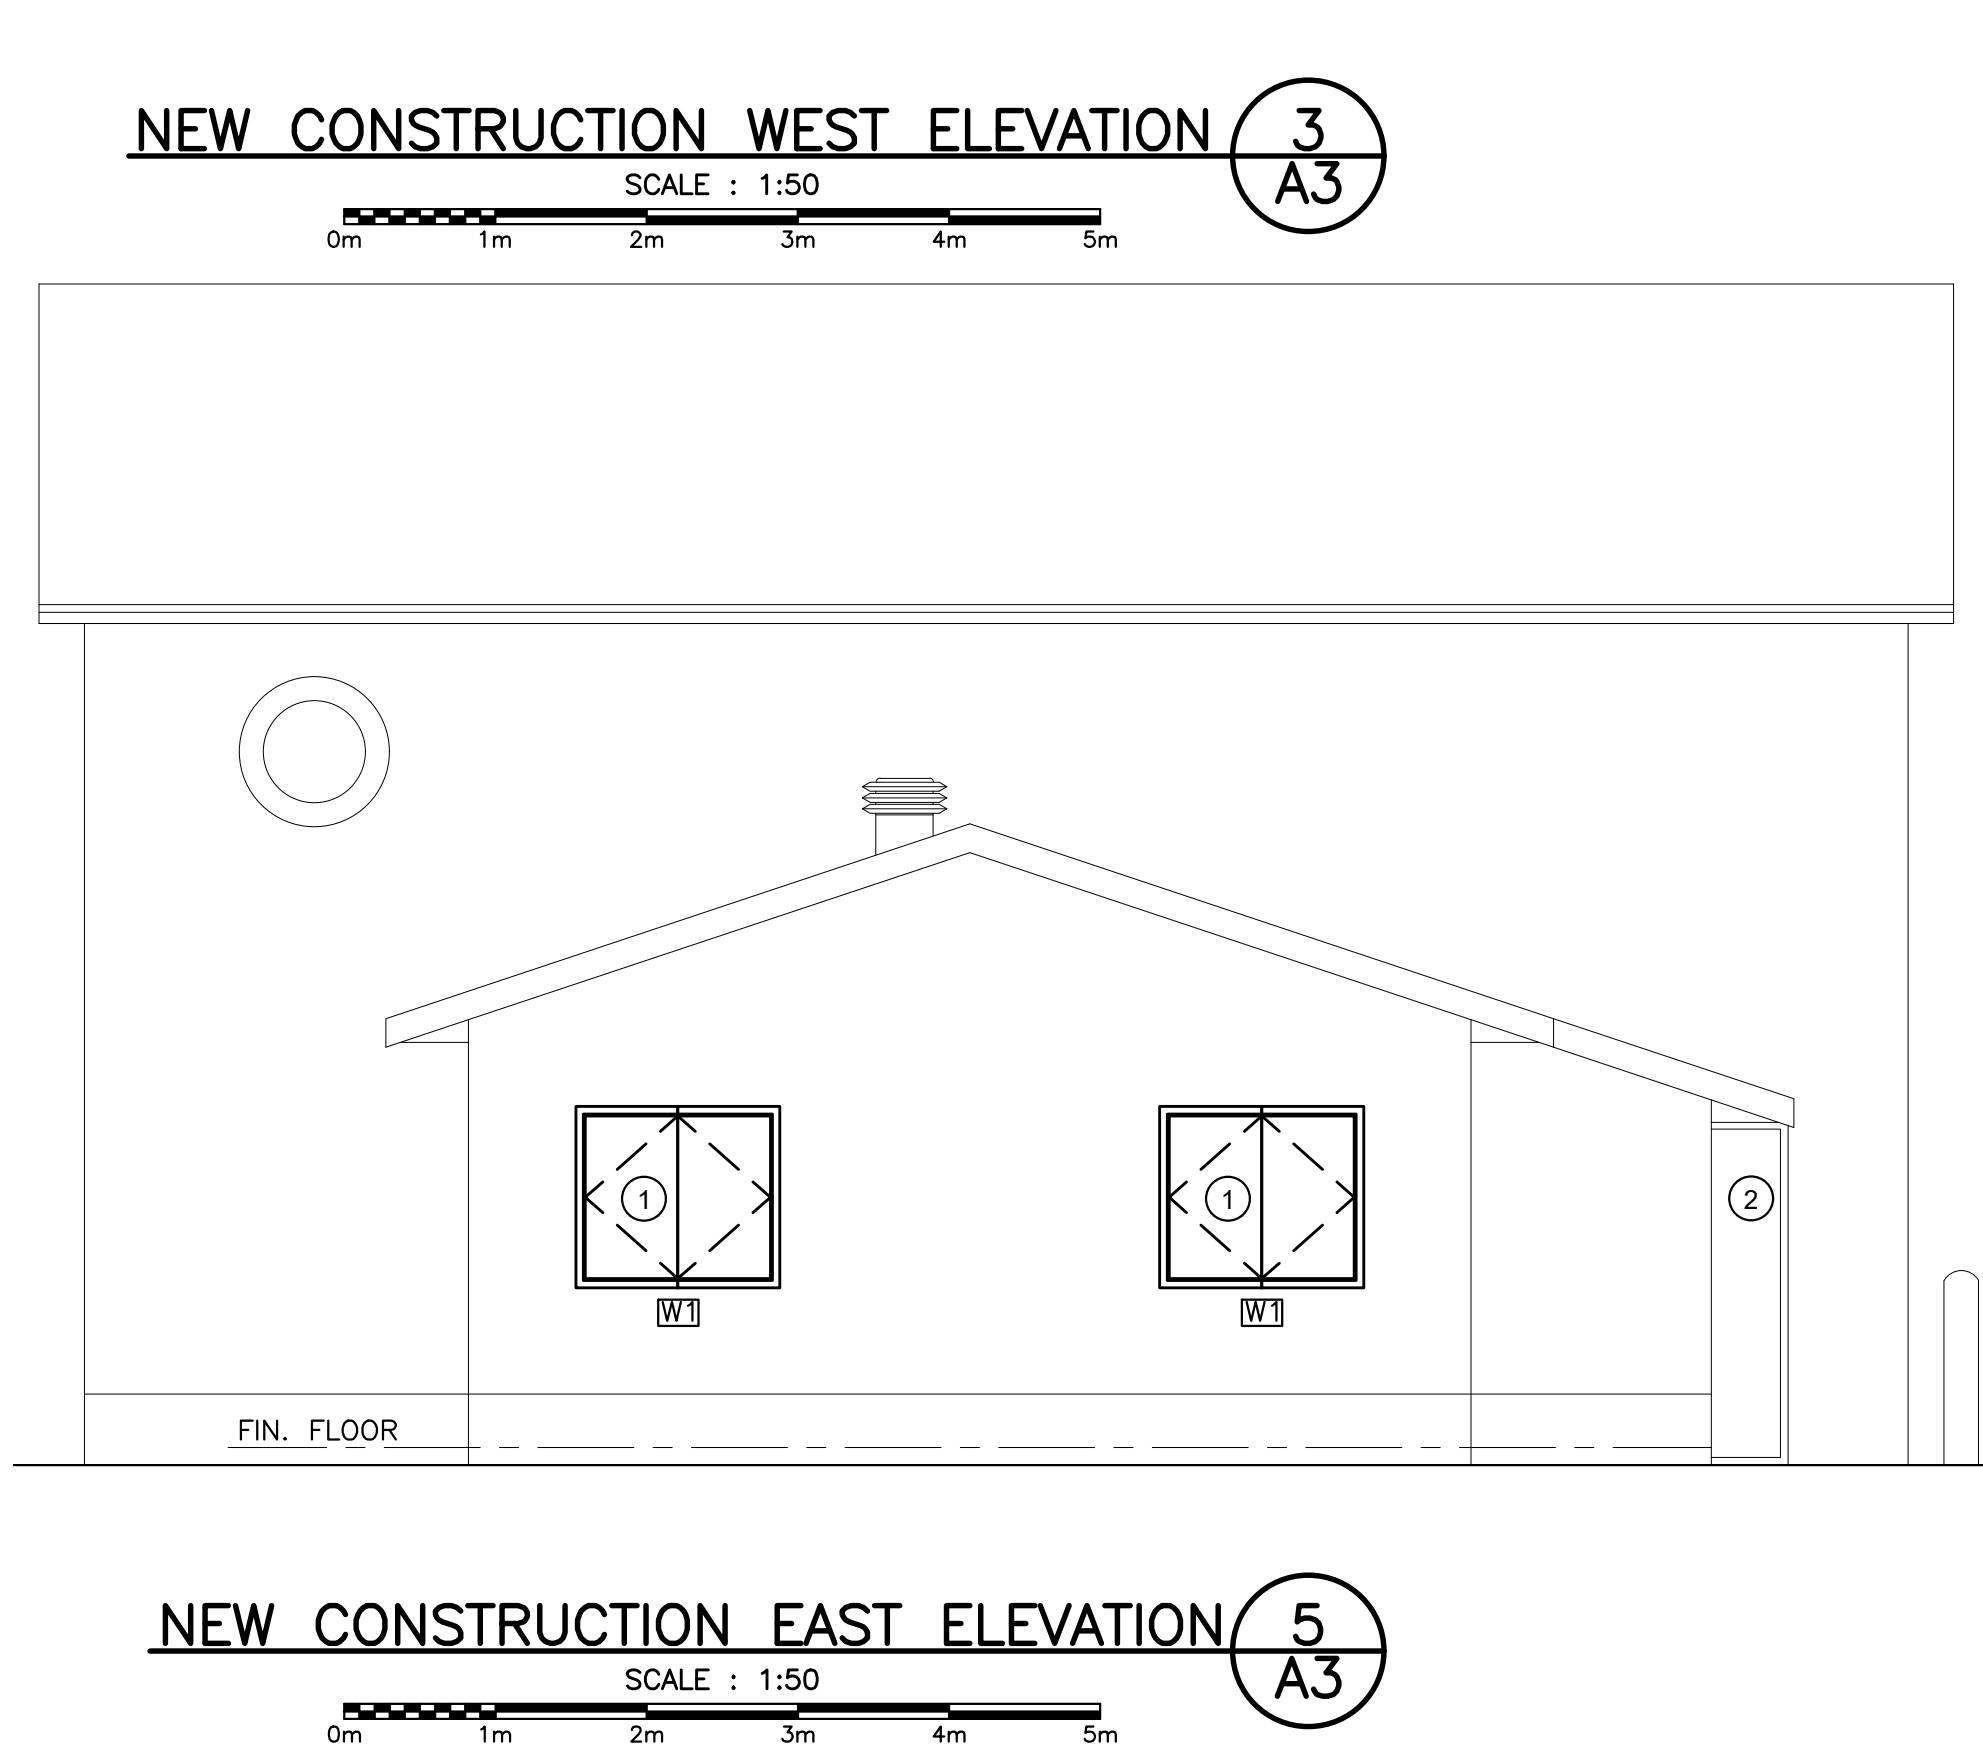 NEW CONSTRUCTION WEST ELEVATION 3
A3
SCALE : 1:50
0m 1m 2m 3m 4m 5m
1 1 2
W1 W1
FIN. FLOOR
NEW CONSTRUCTION EAST ELEVATION 5
A3
SCALE : 1:50
0m 1m 2m 3m 4m 5m